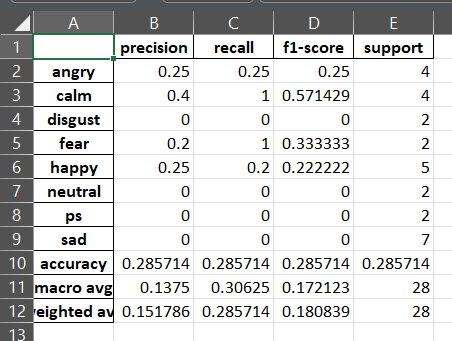 A B C D E
1 precision recall f1-score support
2 angry 0.25 0.25 0.25 4
3 calm 0.4 1 0.571429 4
4 disgust 0 0 0 2
5 fear 0.2 1 0.333333 2
6 happy 0.25 0.2 0.222222 5
7 neutral 0 0 0 2
8 ps 0 0 0 2
9 sad 0 0 0 7
10 accuracy 0.285714 0.285714 0.285714 0.285714
11 macro avg 0.1375 0.30625 0.172123 28
12 eighted av 0.151786 0.285714 0.180839 28
13